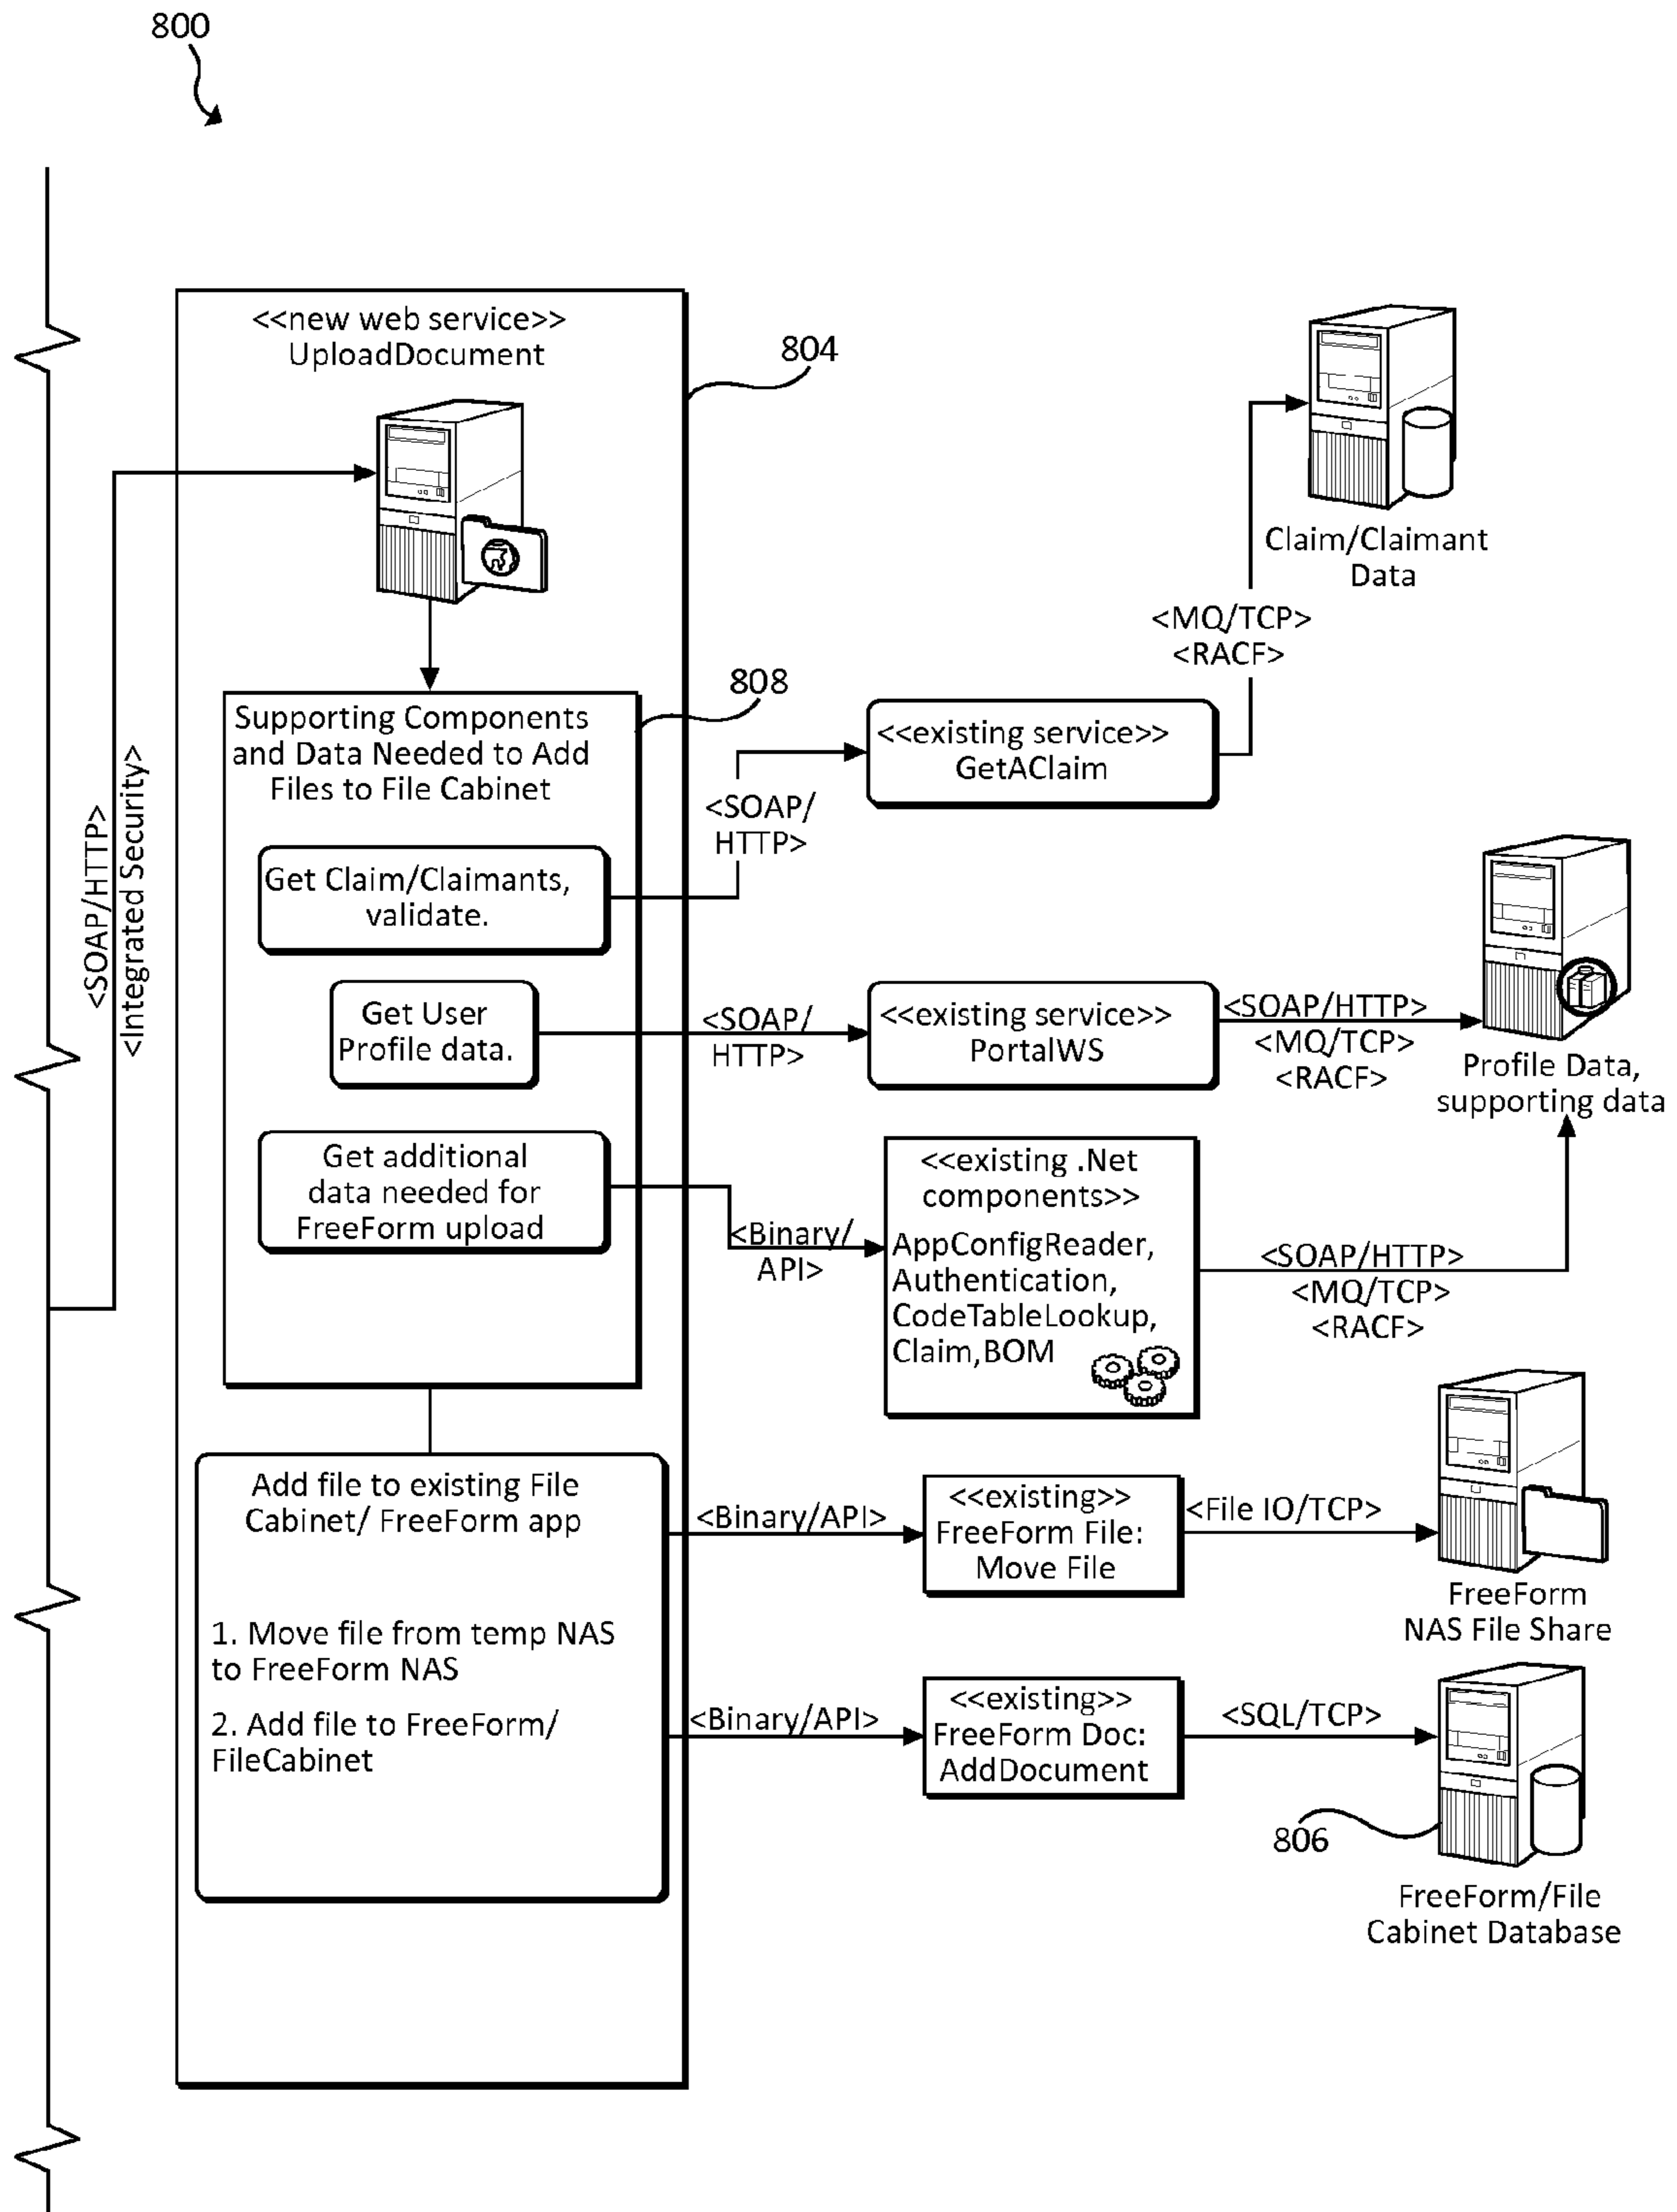 800
<<new web service>>
UploadDocument
804
Claim/Claimant
Data
<MQ/TCP>
<RACF>
808
Supporting Components
and Data Needed to Add
Files to File Cabinet
<<existing service>>
GetAClaim
<SOAP/HTTP>
<Integrated Security>
<SOAP/
HTTP>
Get Claim/Claimants,
validate.
Get User
Profile data.
<SOAP/
HTTP>
<<existing service>>
PortalWS
<SOAP/HTTP>
<MQ/TCP>
<RACF>
Profile Data,
supporting data
Get additional
data needed for
FreeForm upload
<Binary/
API>
<<existing .Net
components>>
AppConfigReader,
Authentication,
CodeTableLookup,
Claim,BOM
<SOAP/HTTP>
<MQ/TCP>
<RACF>
Add file to existing File
Cabinet/ FreeForm app
<Binary/API>
<<existing>>
FreeForm File:
Move File
<File IO/TCP>
FreeForm
NAS File Share
1. Move file from temp NAS
to FreeForm NAS
2. Add file to FreeForm/
FileCabinet
<Binary/API>
<<existing>>
FreeForm Doc:
AddDocument
<SQL/TCP>
806
FreeForm/File
Cabinet Database